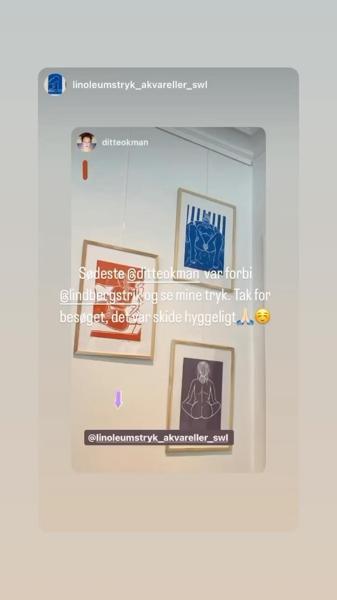 linoleumstryk_akvareller_swl
ditteokman
Sødeste @ditteokman var forbi
@lindbergstrik og se mine tryk. Tak for
besøget, det var skide hyggeligt🙏🏻☺️
@linoleumstryk_akvareller_swl